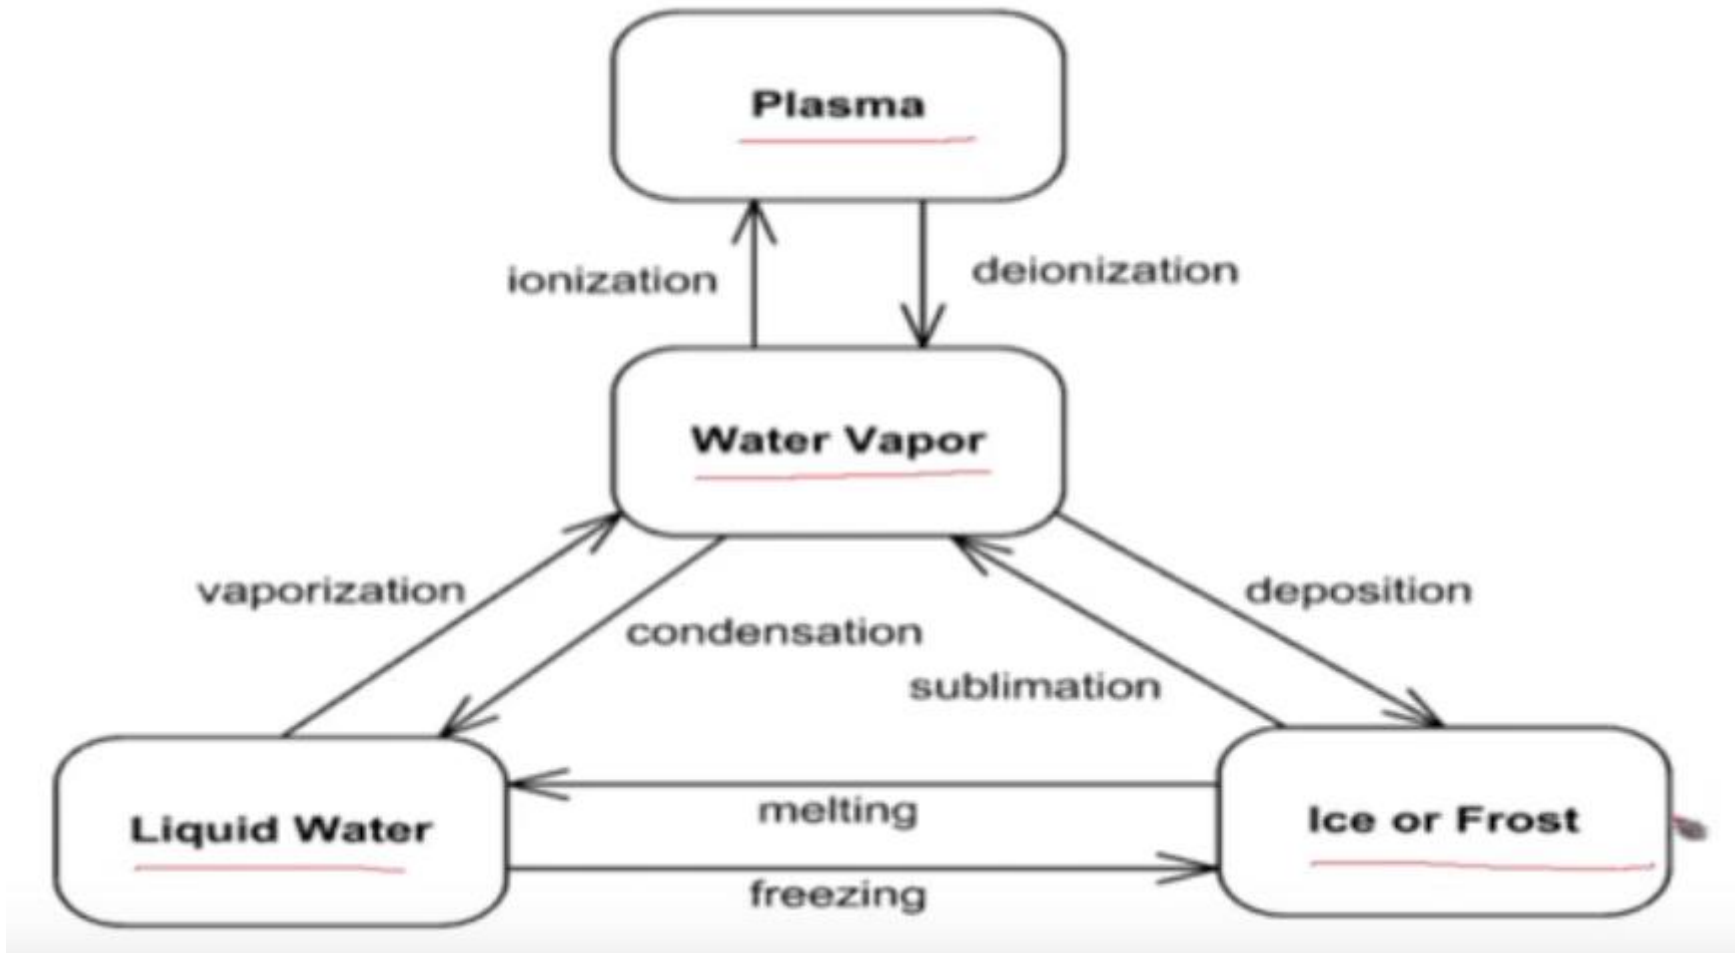 Plasma
ionization
deionization
Water Vapor
vaporization
condensation
deposition
sublimation
melting
Liquid Water
Ice or Frost
freezing